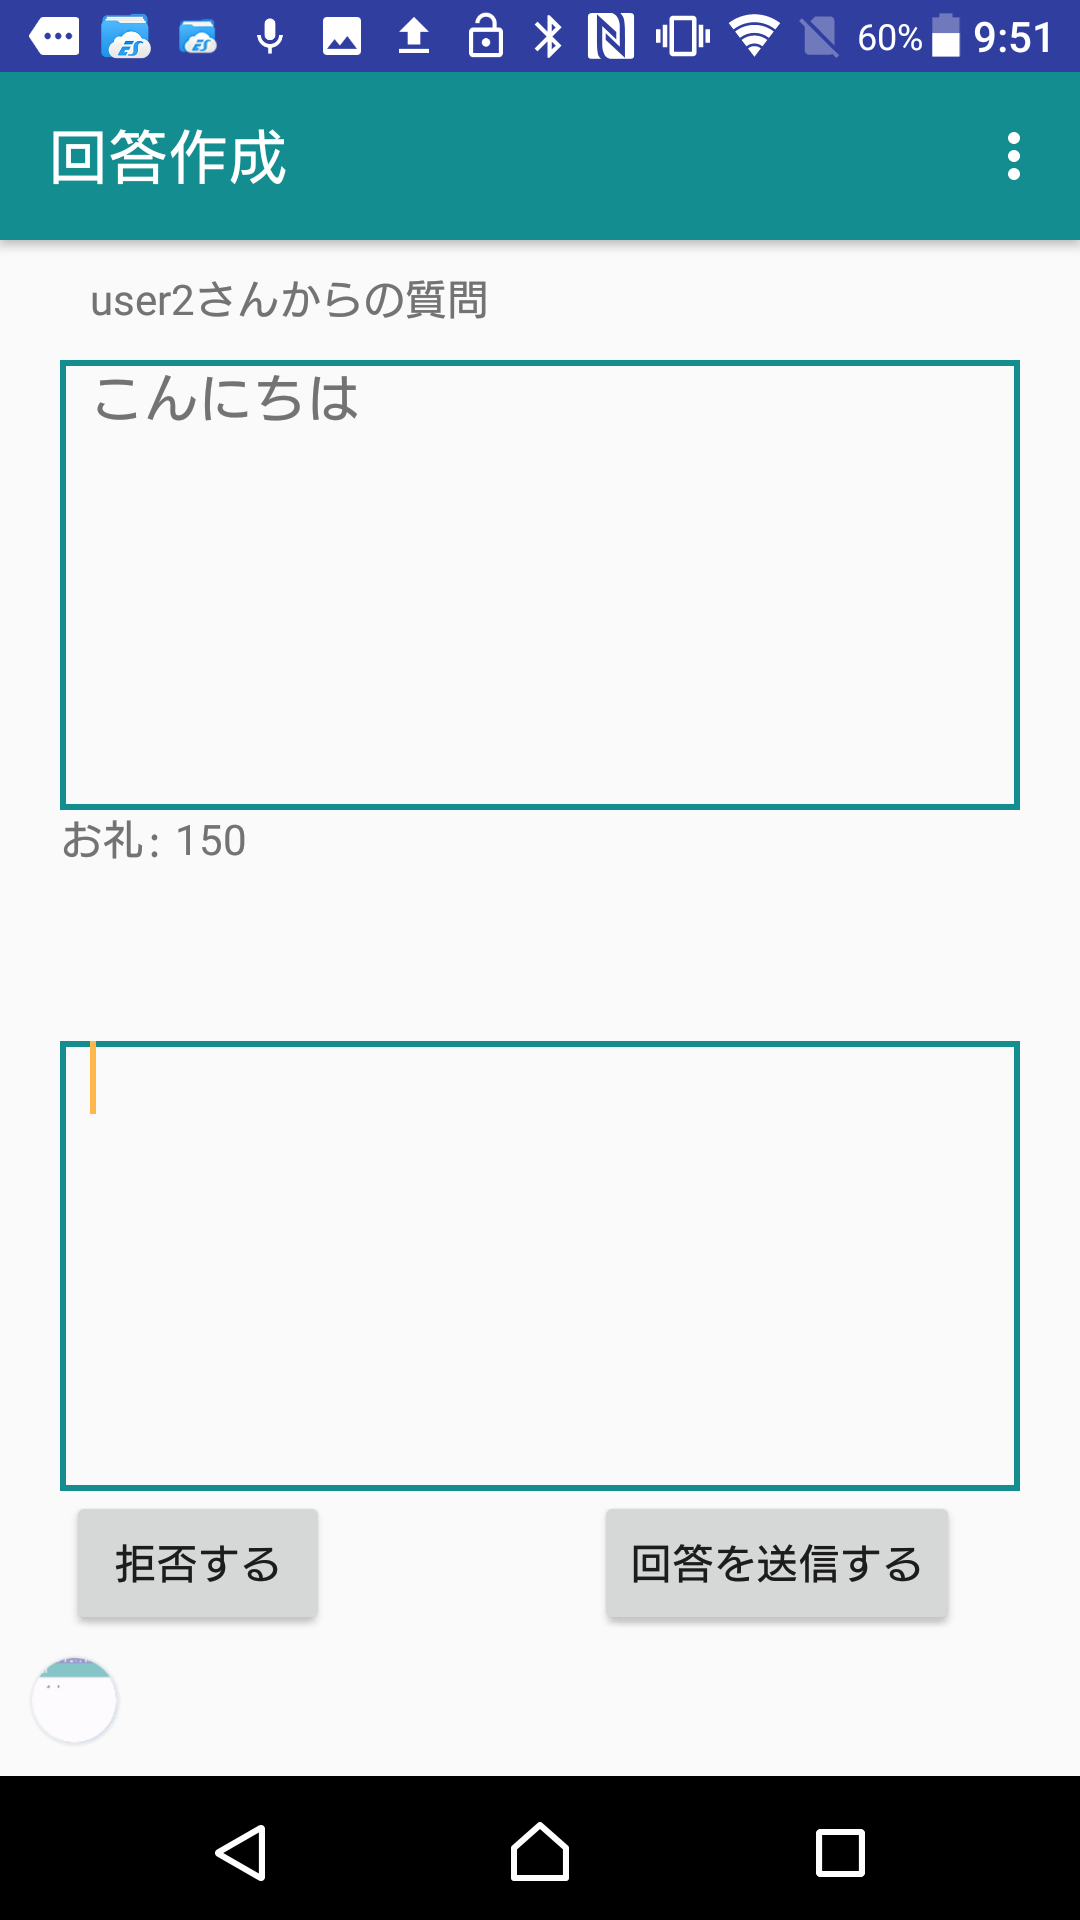 60% 9:51
回答作成
user2さんからの質問
こんにちは
お礼: 150
拒否する
回答を送信する